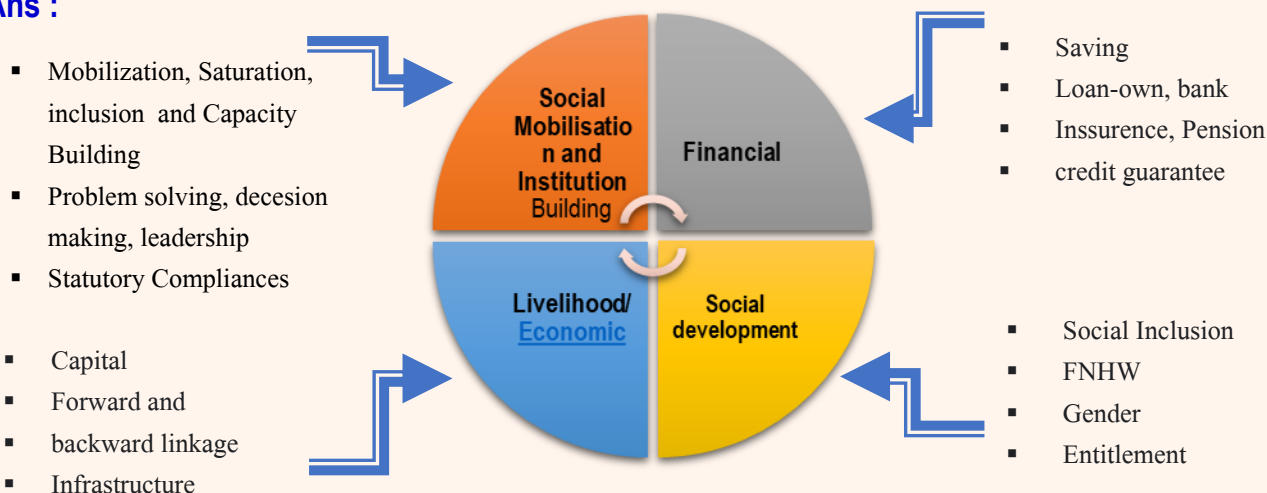 Ans :
▪ Mobilization, Saturation,
inclusion and Capacity
Building
▪ Problem solving, decesion
making, leadership
▪ Statutory Compliances
Social
Mobilisatio
n and
Institution
Building
Financial
▪ Saving
▪ Loan-own, bank
▪ Inssurence, Pension
▪ credit guarantee
▪ Capital
▪ Forward and
▪ backward linkage
▪ Infrastructure
Livelihood/
Economic
Social
development
▪ Social Inclusion
▪ FNHW
▪ Gender
▪ Entitlement